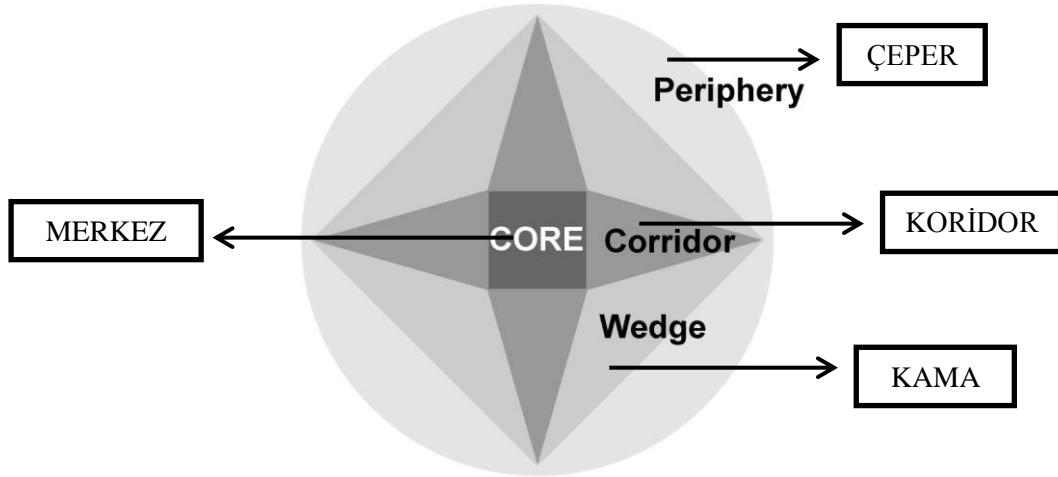 ÇEPER
Periphery
MERKEZ
CORE
Corridor
KORİDOR
Wedge
KAMA